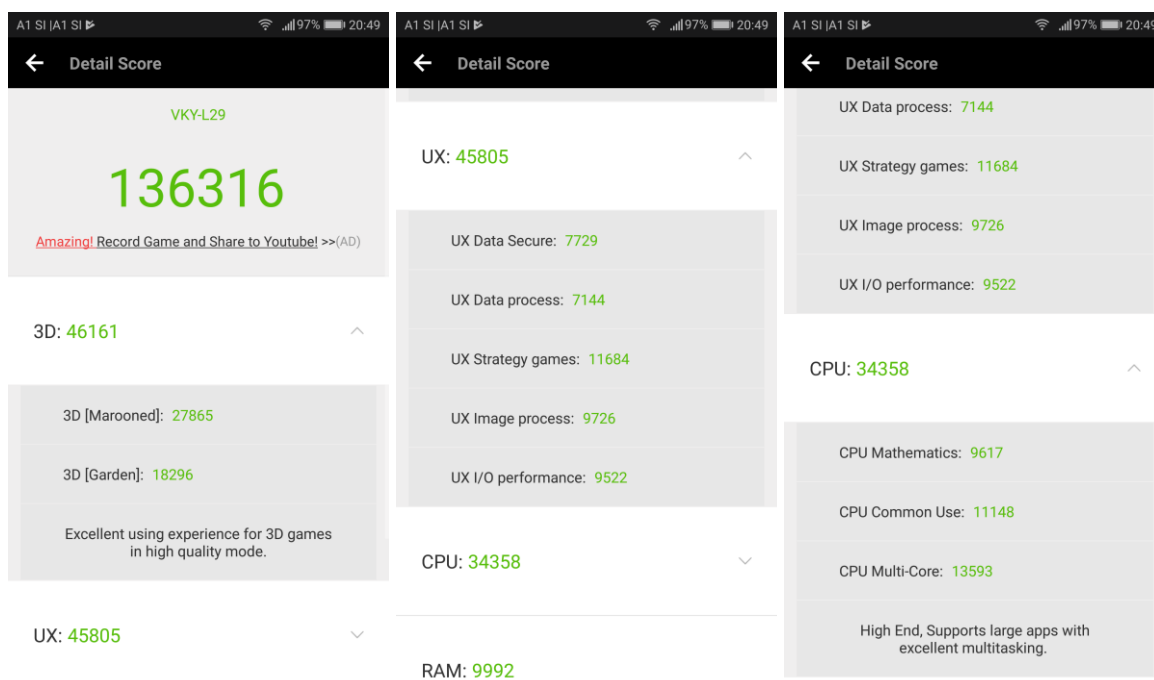 A1 SI |A1 SI 97% 20:49
Detail Score
VKY-L29
136316
Amazing! Record Game and Share to Youtube! >>(AD)
3D: 46161
3D [Marooned]: 27865
3D [Garden]: 18296
Excellent using experience for 3D games
in high quality mode.
UX: 45805
A1 SI |A1 SI 97% 20:49
Detail Score
UX: 45805
UX Data Secure: 7729
UX Data process: 7144
UX Strategy games: 11684
UX Image process: 9726
UX I/O performance: 9522
CPU: 34358
RAM: 9992
A1 SI |A1 SI 97% 20:49
Detail Score
UX Data process: 7144
UX Strategy games: 11684
UX Image process: 9726
UX I/O performance: 9522
CPU: 34358
CPU Mathematics: 9617
CPU Common Use: 11148
CPU Multi-Core: 13593
High End, Supports large apps with
excellent multitasking.